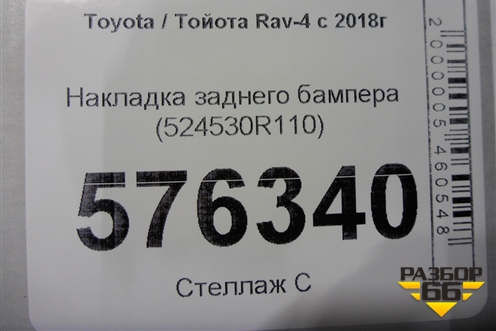 Toyota / Тойота Rav-4 с 2018г
Накладка заднего бампера
(524530R110)
576340
Стеллаж С
2000005460548
РАЗБОР
66